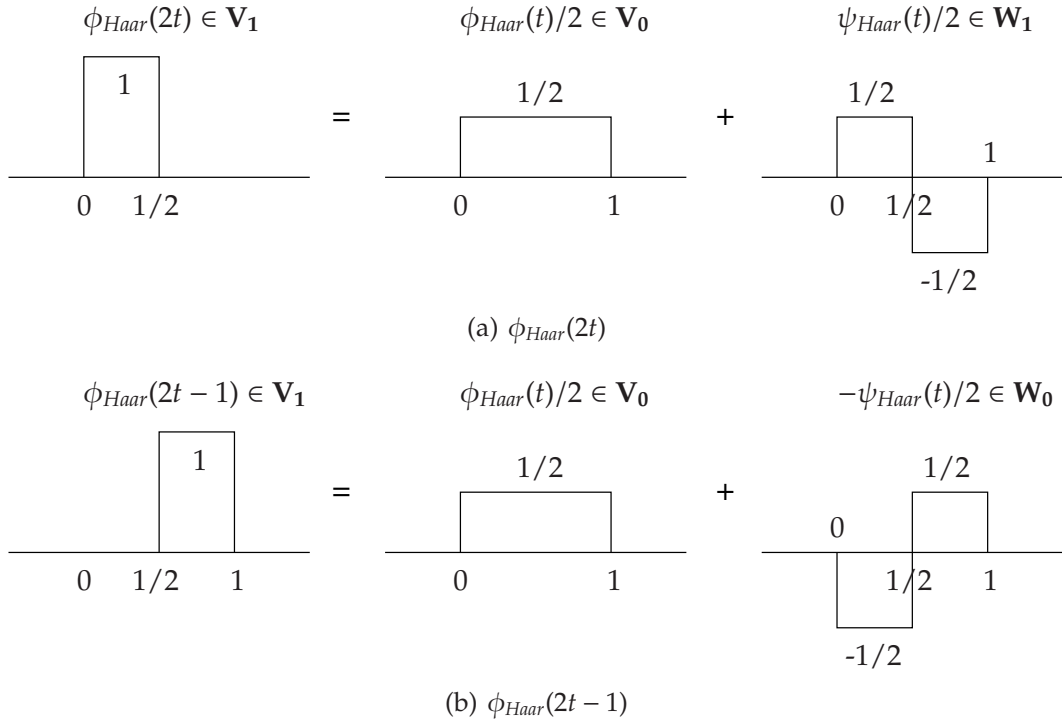 ϕHaar(2t) ∈ V1 ϕHaar(t)/2 ∈ V0 ψHaar(t)/2 ∈ W1
1 = 1/2 + 1/2 1
0 1/2 0 1 0 1/2
-1/2
(a) ϕHaar(2t)
ϕHaar(2t − 1) ∈ V1 ϕHaar(t)/2 ∈ V0 −ψHaar(t)/2 ∈ W0
1 = 1/2 + 0 1/2
0 1/2 1 0 1 1/2 1
-1/2
(b) ϕHaar(2t − 1)